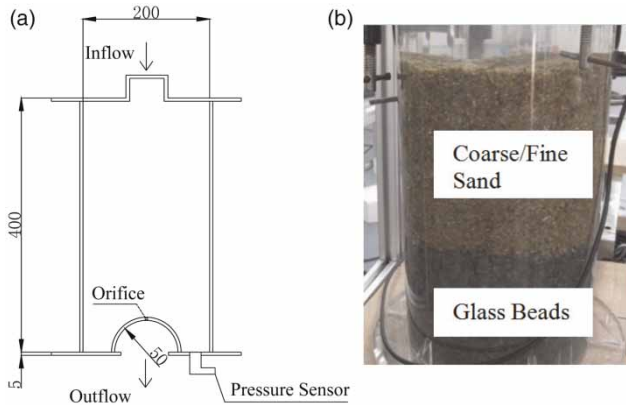 (a)
200
Inflow
400
Orifice
50
5
Outflow
Pressure Sensor
(b)
Coarse/Fine
Sand
Glass Beads